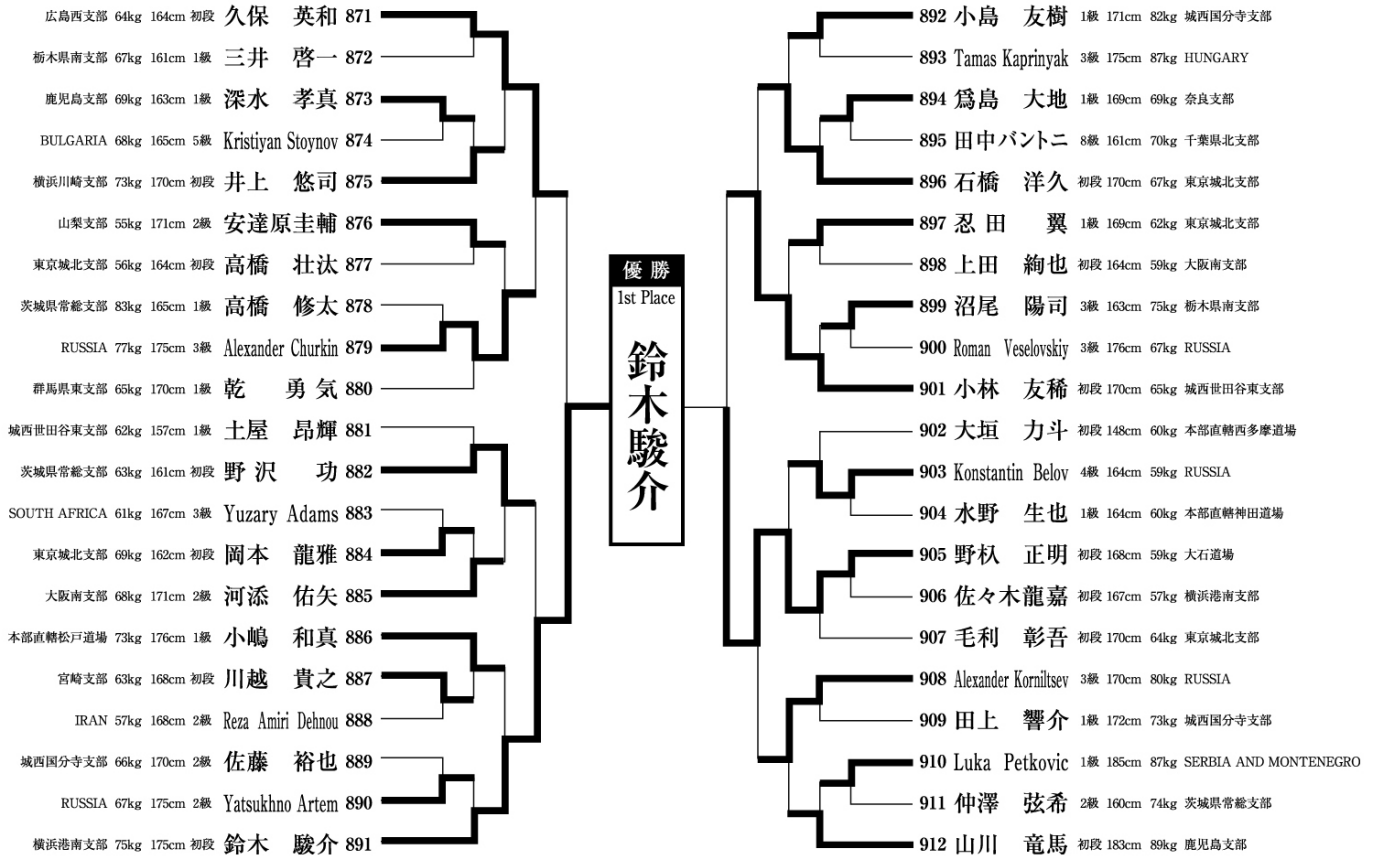 広島西支部 64kg 164cm 初段 久保 英和 871
栃木県南支部 67kg 161cm 1級 三井 啓一 872
鹿児島支部 69kg 163cm 1級 深水 孝真 873
BULGARIA 68kg 165cm 5級 Kristiyan Stoynov 874
横浜川崎支部 73kg 170cm 初段 井上 悠司 875
山梨支部 55kg 171cm 2級 安達原圭輔 876
東京城北支部 56kg 164cm 初段 高橋 壮汰 877
茨城県常総支部 83kg 165cm 1級 高橋 修太 878
RUSSIA 77kg 175cm 3級 Alexander Churkin 879
群馬県東支部 65kg 170cm 1級 乾 勇気 880
城西世田谷東支部 62kg 157cm 1級 土屋 昂輝 881
茨城県常総支部 63kg 161cm 初段 野沢 功 882
SOUTH AFRICA 61kg 167cm 3級 Yuzary Adams 883
東京城北支部 69kg 162cm 初段 岡本 龍雅 884
大阪南支部 68kg 171cm 2級 河添 佑矢 885
本部直轄松戸道場 73kg 176cm 1級 小嶋 和真 886
宮崎支部 63kg 168cm 初段 川越 貴之 887
IRAN 57kg 168cm 2級 Reza Amiri Dehnou 888
城西国分寺支部 66kg 170cm 2級 佐藤 裕也 889
RUSSIA 67kg 175cm 2級 Yatsukhno Artem 890
横浜港南支部 75kg 175cm 初段 鈴木 駿介 891
優勝
1st Place
鈴木駿介
892 小島 友樹 1級 171cm 82kg 城西国分寺支部
893 Tamas Kaprinyak 3級 175cm 87kg HUNGARY
894 爲島 大地 1級 169cm 69kg 奈良支部
895 田中バントニ 8級 161cm 70kg 千葉県北支部
896 石橋 洋久 初段 170cm 67kg 東京城北支部
897 忍田 翼 1級 169cm 62kg 東京城北支部
898 上田 絢也 初段 164cm 59kg 大阪南支部
899 沼尾 陽司 3級 163cm 75kg 栃木県南支部
900 Roman Veselovskiy 3級 176cm 67kg RUSSIA
901 小林 友稀 初段 170cm 65kg 城西世田谷東支部
902 大垣 力斗 初段 148cm 60kg 本部直轄西多摩道場
903 Konstantin Belov 4級 164cm 59kg RUSSIA
904 水野 生也 1級 164cm 60kg 本部直轄神田道場
905 野杁 正明 初段 168cm 59kg 大石道場
906 佐々木龍嘉 初段 167cm 57kg 横浜港南支部
907 毛利 彰吾 初段 170cm 64kg 東京城北支部
908 Alexander Korniltsev 3級 170cm 80kg RUSSIA
909 田上 響介 1級 172cm 73kg 城西国分寺支部
910 Luka Petkovic 1級 185cm 87kg SERBIA AND MONTENEGRO
911 仲澤 弦希 2級 160cm 74kg 茨城県常総支部
912 山川 竜馬 初段 183cm 89kg 鹿児島支部